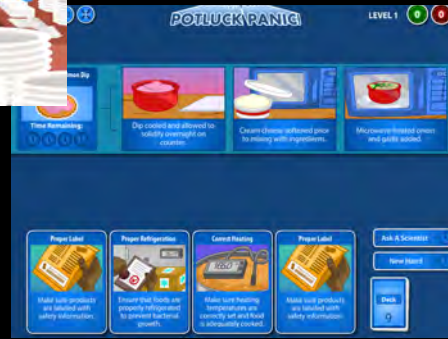 POTLUCK PANIC!
LEVEL 1
0
0
Dip
Time Remaining:
Dip cooled and allowed to
solidify overnight on
counter.
Cream cheese softened prior
to mixing with ingredients.
Microwave-heated onion
and garlic added.
Proper Label
Make sure products
are labeled with
safety information.
Proper Refrigeration
Ensure that foods are
properly refrigerated
to prevent bacterial
growth.
Correct Heating
Make sure heating
temperatures are
correctly set and food
is adequately cooked.
Proper Label
Make sure products
are labeled with
safety information.
Ask A Scientist
New Hand
Deck
9